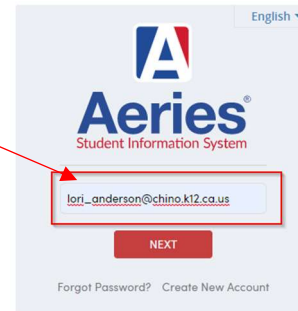 English
Aeries®
Student Information System
lori_anderson@chino.k12.ca.us
NEXT
Forgot Password? Create New Account